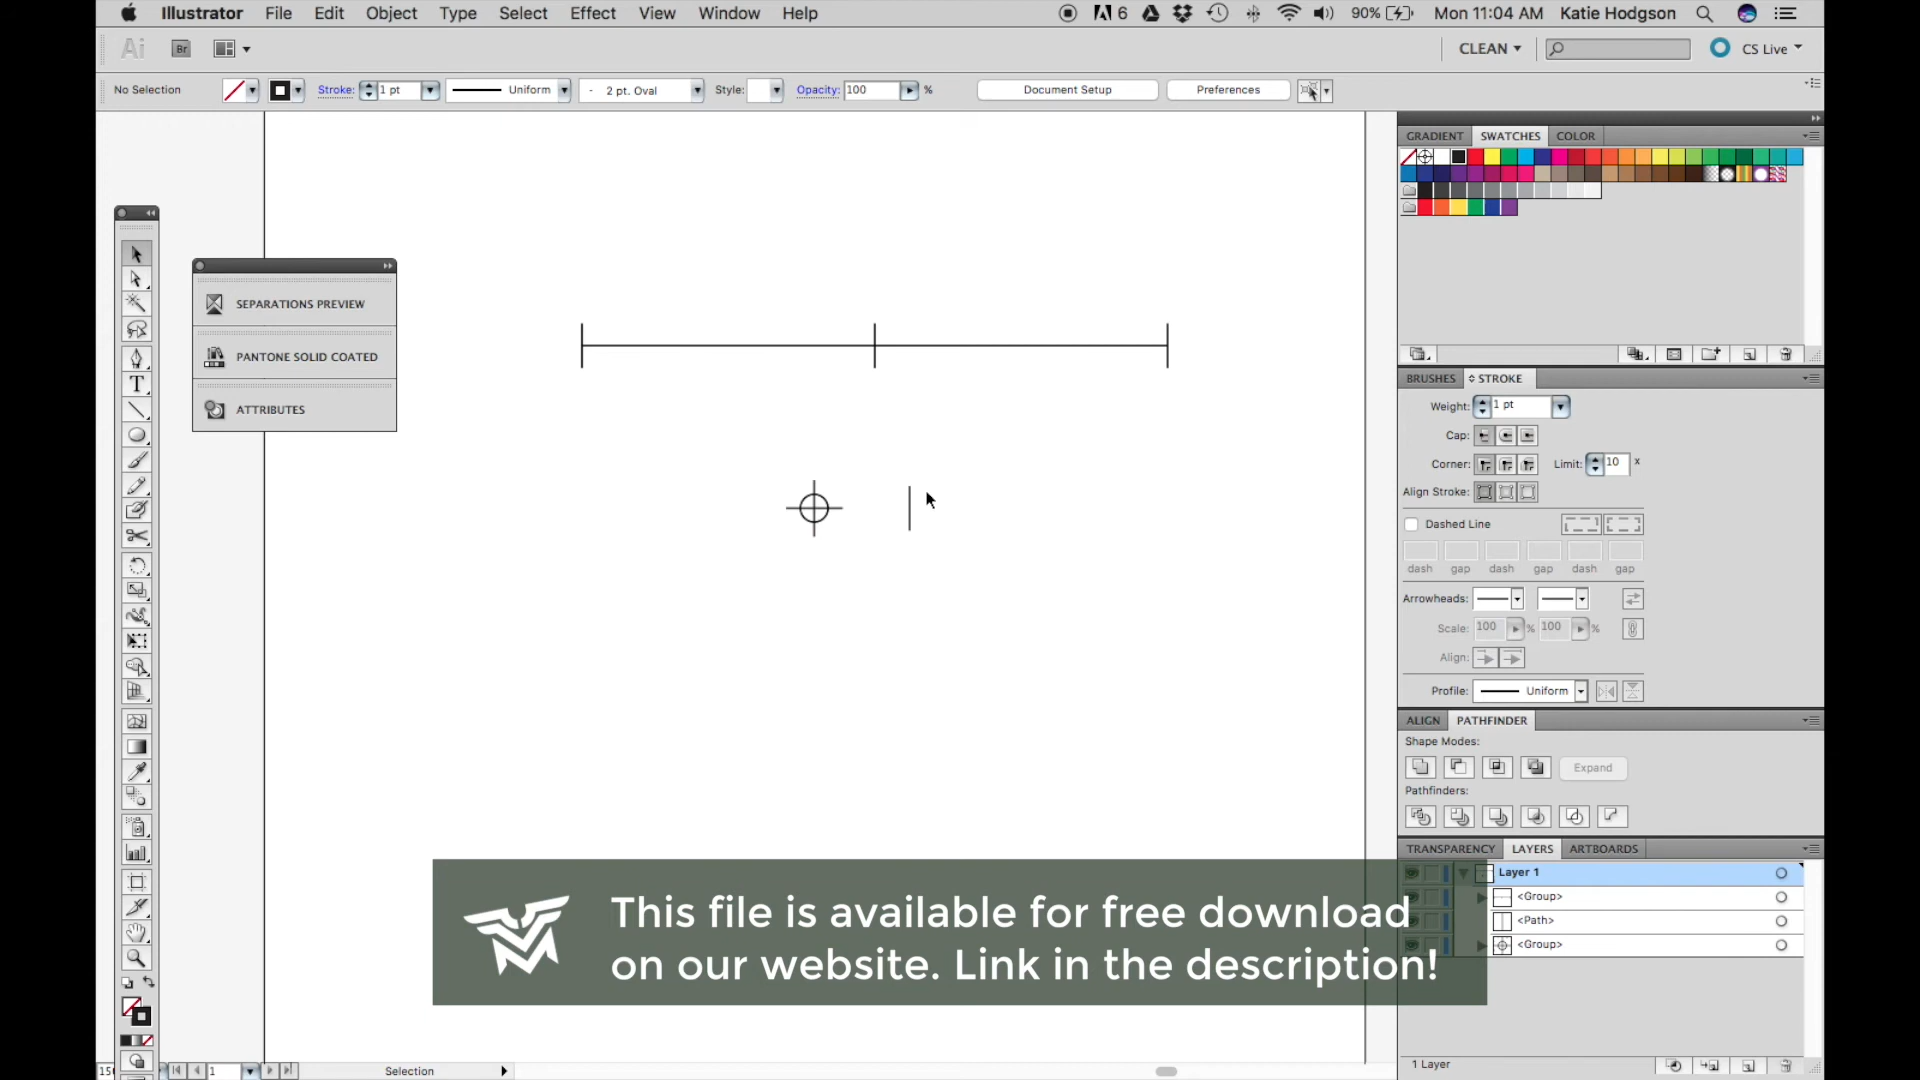 Illustrator File Edit Object Type Select Effect View Window Help 6 90% Mon 11:04 AM Katie Hodgson
Ai Br CLEAN CS Live
No Selection Stroke: 1 pt Uniform 2 pt. Oval Style: Opacity: 100 % Document Setup Preferences
GRADIENT SWATCHES COLOR
SEPARATIONS PREVIEW
PANTONE SOLID COATED
ATTRIBUTES
BRUSHES STROKE
Weight: 1 pt
Cap:
Corner: Limit: 10 x
Align Stroke:
Dashed Line
dash gap dash gap dash gap
Arrowheads:
Scale: 100 % 100 %
Align:
Profile: Uniform
ALIGN PATHFINDER
Shape Modes:
Expand
Pathfinders:
TRANSPARENCY LAYERS ARTBOARDS
Layer 1
<Group>
<Path>
<Group>
This file is available for free download
on our website. Link in the description!
1 Layer
1 Selection